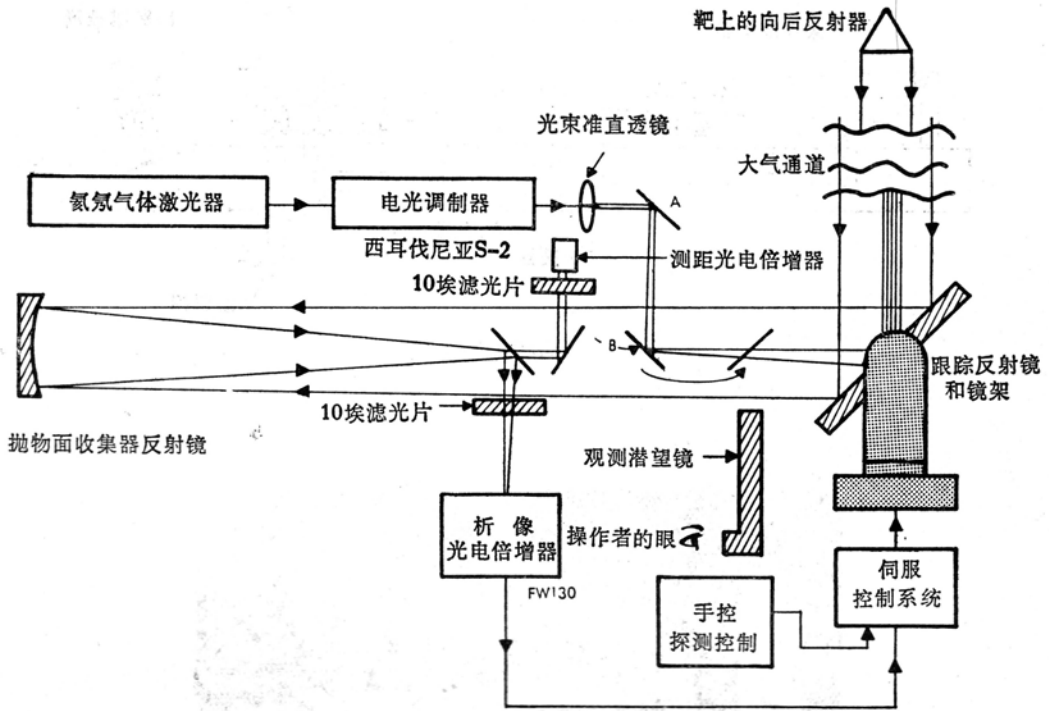 靶上的向后反射器
光束准直透镜
大气通道
氦氖气体激光器
电光调制器
A
西耳伐尼亚S-2
测距光电倍增器
10埃滤光片
B
跟踪反射镜
和镜架
10埃滤光片
抛物面收集器反射镜
观测潜望镜
析像
光电倍增器
操作者的眼
FW130
伺服
控制系统
手控
探测控制